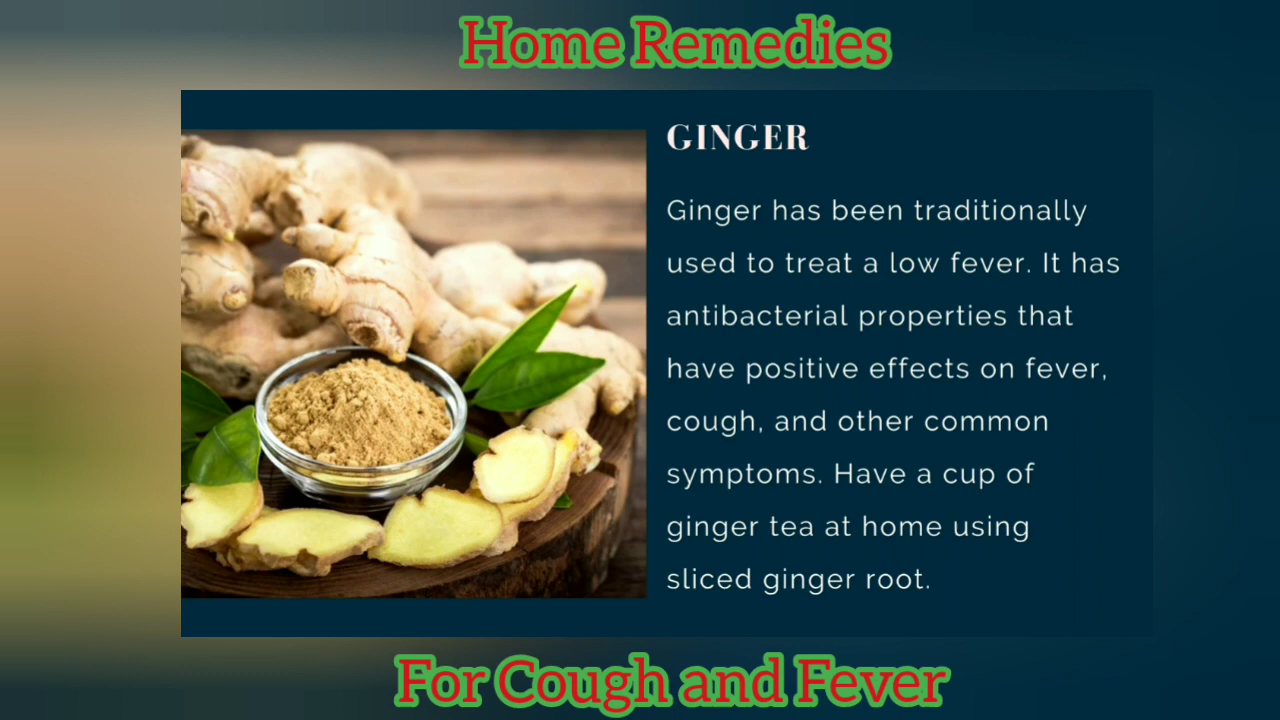 Home Remedies
GINGER
Ginger has been traditionally
used to treat a low fever. It has
antibacterial properties that
have positive effects on fever,
cough, and other common
symptoms. Have a cup of
ginger tea at home using
sliced ginger root.
For Cough and Fever